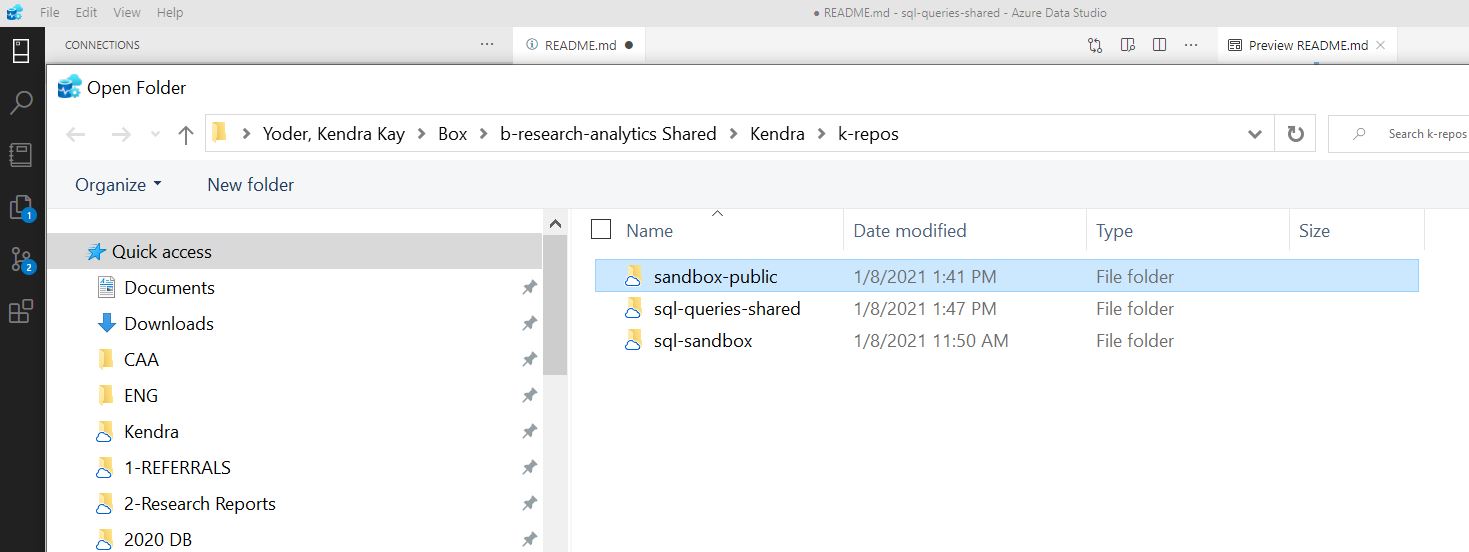 File Edit View Help ● README.md - sql-queries-shared - Azure Data Studio
CONNECTIONS ··· README.md ● ··· Preview README.md
Open Folder
Yoder, Kendra Kay > Box > b-research-analytics Shared > Kendra > k-repos Search k-repos
Organize New folder
Name Date modified Type Size
Quick access
Documents
Downloads
CAA
ENG
Kendra
1-REFERRALS
2-Research Reports
2020 DB
sandbox-public 1/8/2021 1:41 PM File folder
sql-queries-shared 1/8/2021 1:47 PM File folder
sql-sandbox 1/8/2021 11:50 AM File folder
1
2